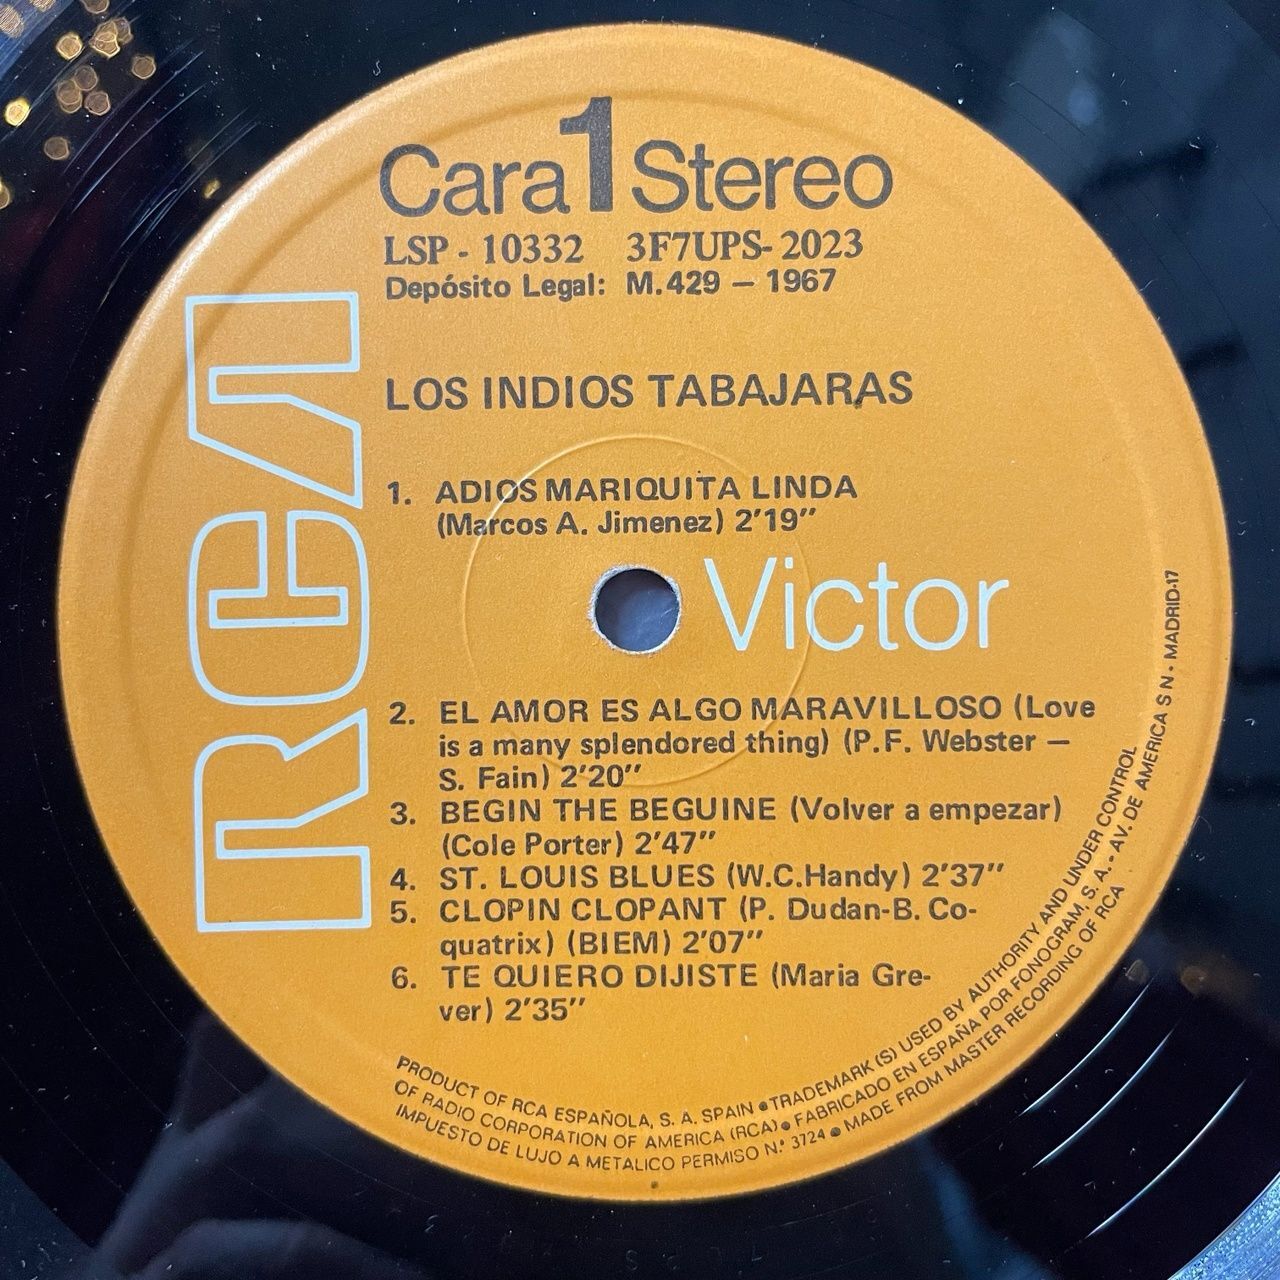 Cara 1 Stereo
LSP - 10332 3F7UPS-2023
Depósito Legal: M.429 — 1967
RCA
LOS INDIOS TABAJARAS
1. ADIOS MARIQUITA LINDA
(Marcos A. Jimenez) 2'19"
Victor
2. EL AMOR ES ALGO MARAVILLOSO (Love
is a many splendored thing) (P.F. Webster —
S. Fain) 2'20"
3. BEGIN THE BEGUINE (Volver a empezar)
(Cole Porter) 2'47"
4. ST. LOUIS BLUES (W.C.Handy) 2'37"
5. CLOPIN CLOPANT (P. Dudan-B. Co-
quatrix) (BIEM) 2'07"
6. TE QUIERO DIJISTE (Maria Gre-
ver) 2'35"
PRODUCT OF RCA ESPAÑOLA, S. A. SPAIN ● TRADEMARK (S) USED BY AUTHORITY AND UNDER CONTROL
OF RADIO CORPORATION OF AMERICA (RCA) ● FABRICADO EN ESPAÑA POR FONOGRAM, S. A. • AV. DE AMERICA S N • MADRID-17
IMPUESTO DE LUJO A METALICO PERMISO N.º 3724 ● MADE FROM MASTER RECORDING OF RCA